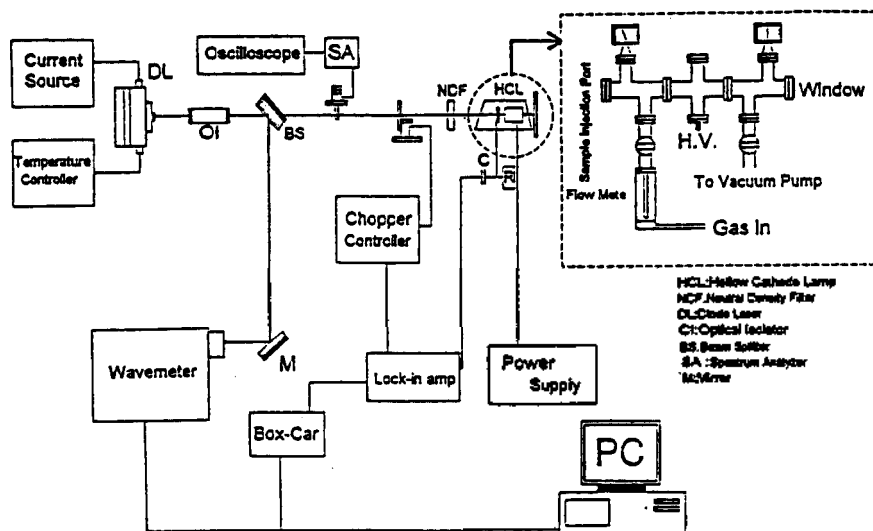 Current
Source
DL
Oscilloscope
SA
NCF
HCL
OI
BS
Temperature
Controller
C
R
Chopper
Controller
Wavemeter
M
Lock-in amp
Power
Supply
Box-Car
PC
Sample Injection Port
Window
H.V.
Flow Mete
To Vacuum Pump
Gas in
HCL:Hollow Cathode Lamp
NCF:Neutral Density Filter
DL:Diode Laser
OI:Optical Isolator
BS:Beam Spliter
SA :Spectrum Analyzer
M:Mirror